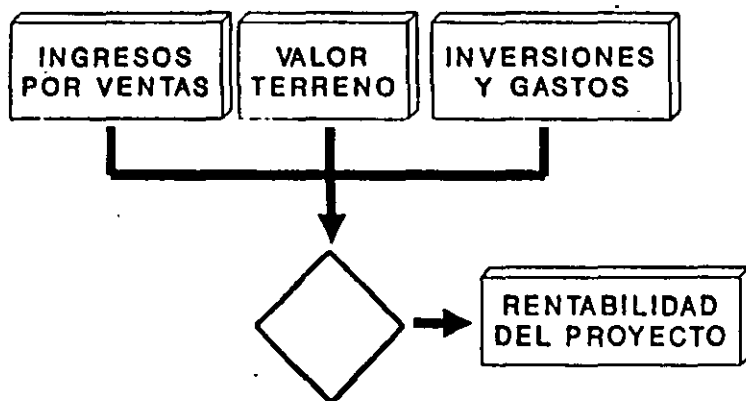 INGRESOS
POR VENTAS
VALOR
TERRENO
INVERSIONES
Y GASTOS
RENTABILIDAD
DEL PROYECTO